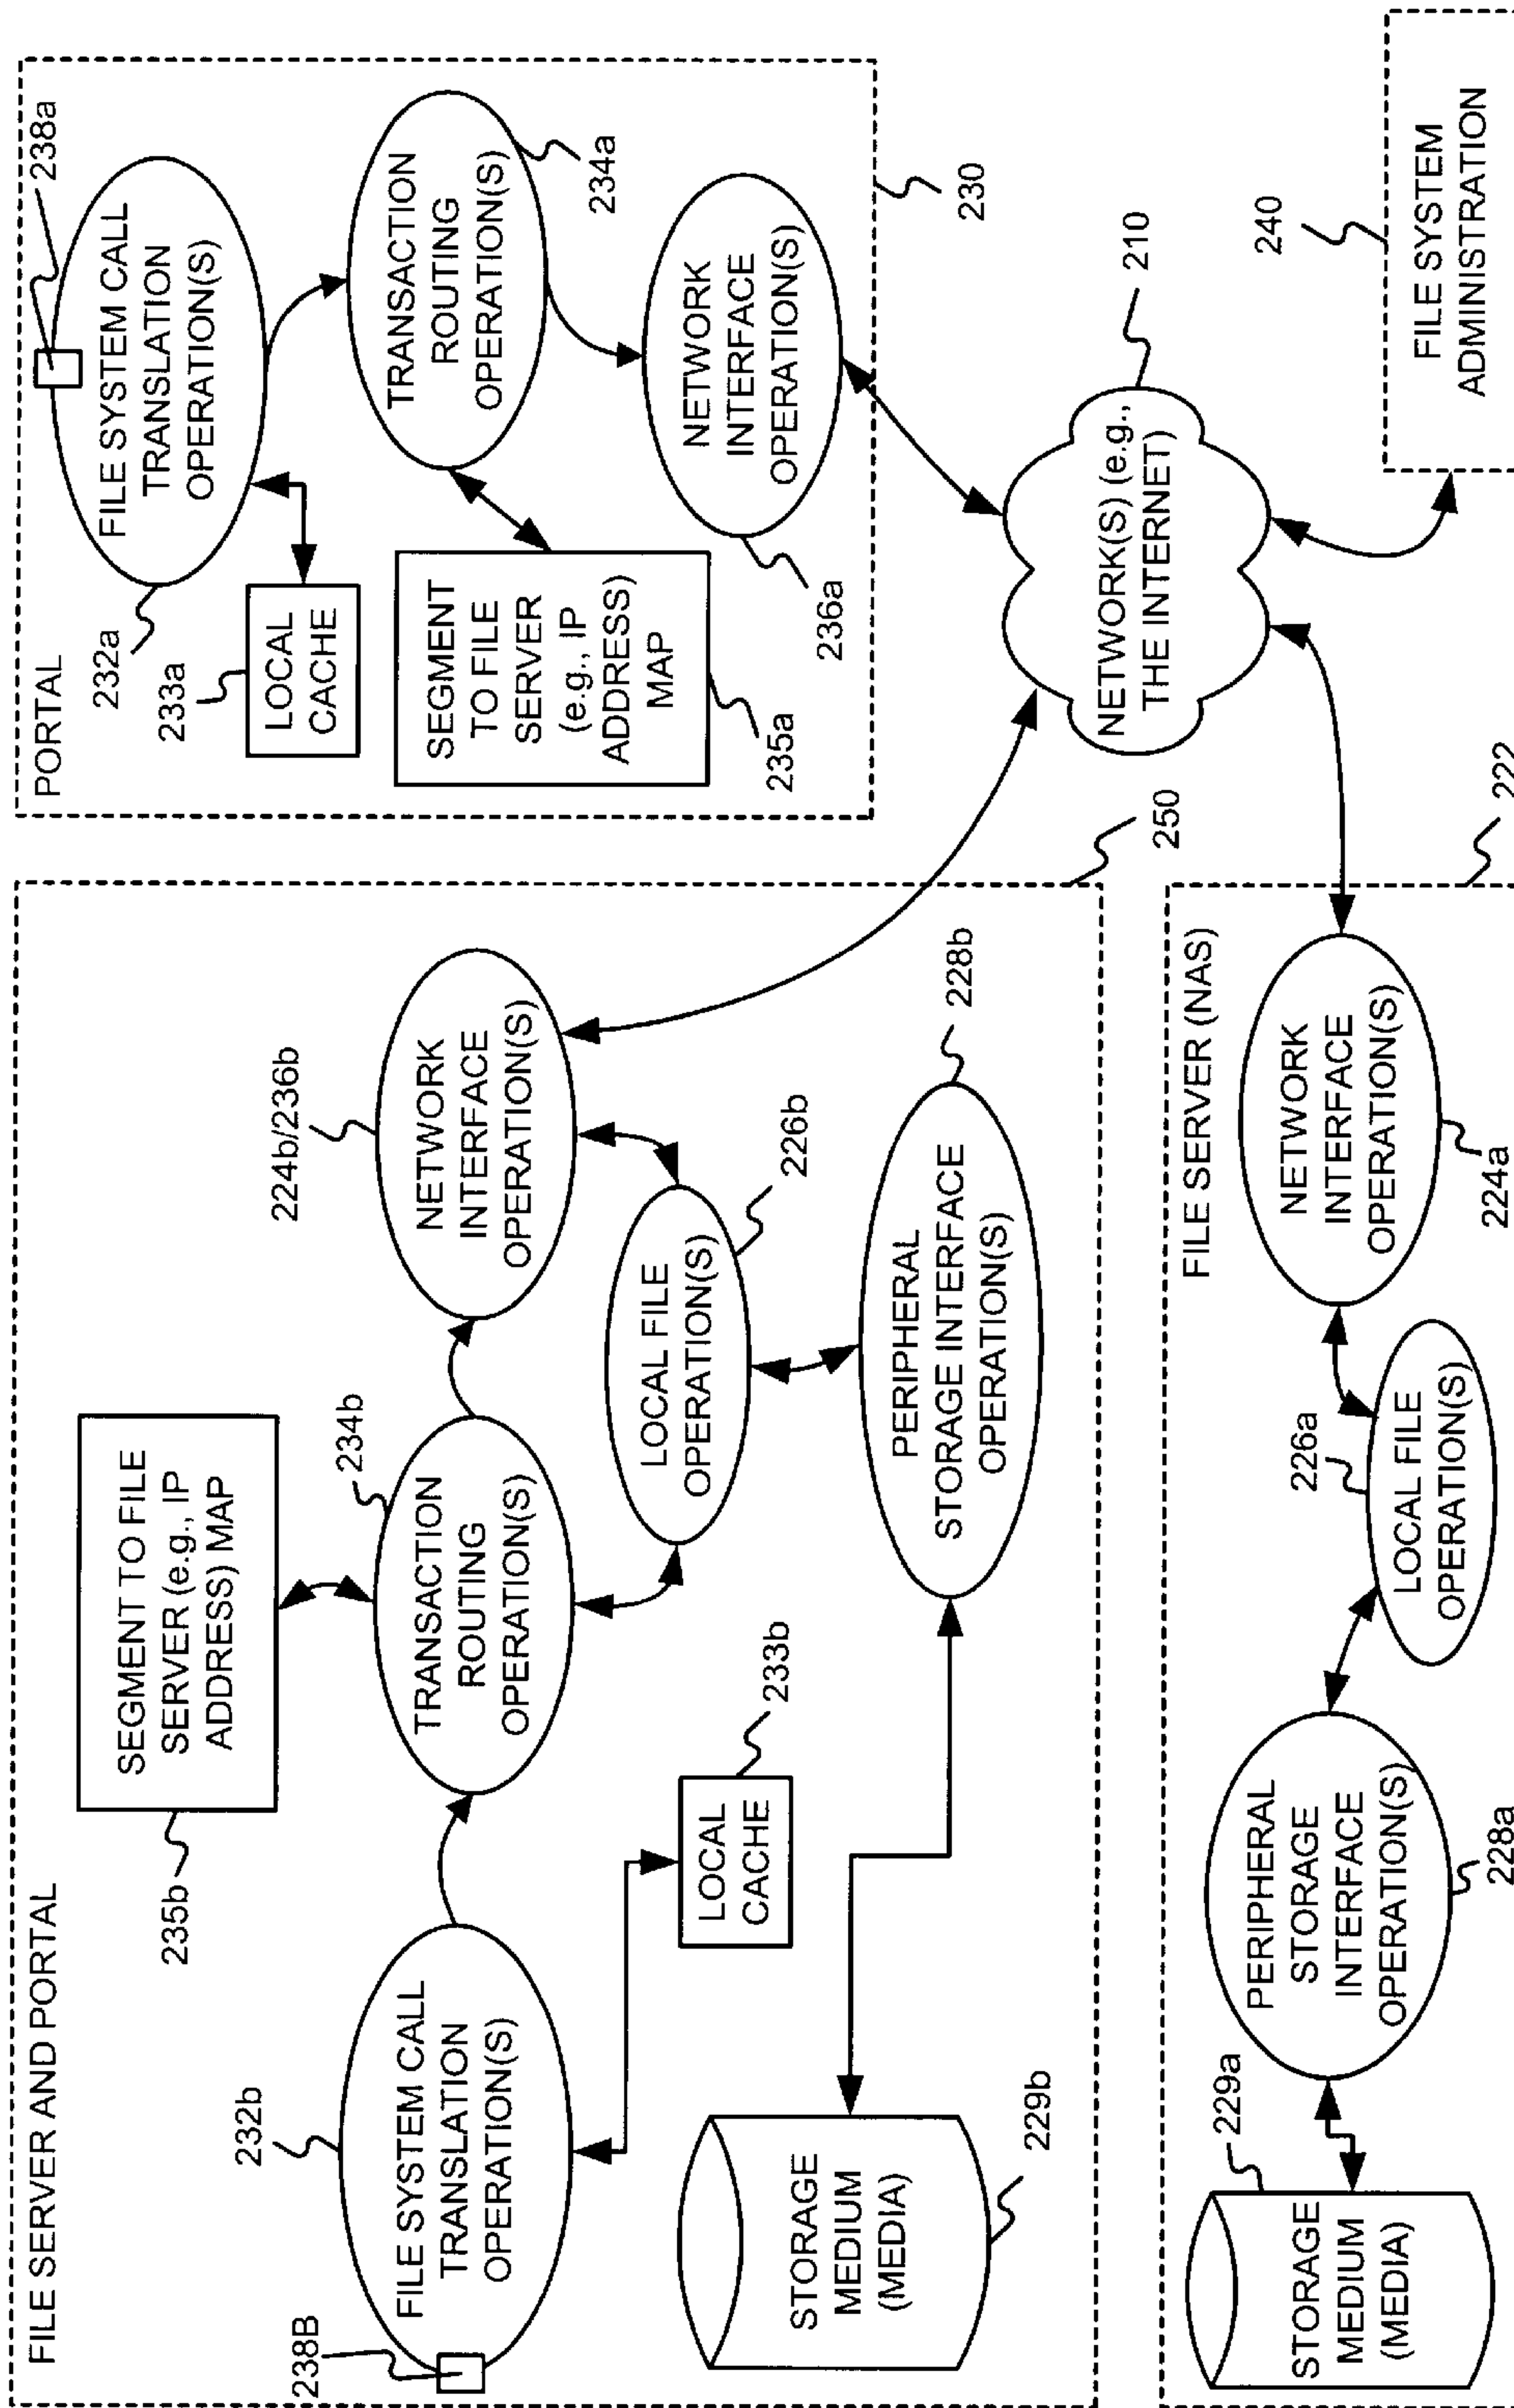 FILE SERVER AND PORTAL
235b
SEGMENT TO FILE
SERVER (e.g., IP
ADDRESS) MAP
238B
232b
FILE SYSTEM CALL
TRANSLATION
OPERATION(S)
234b
TRANSACTION
ROUTING
OPERATION(S)
224b/236b
NETWORK
INTERFACE
OPERATION(S)
LOCAL FILE
OPERATION(S)
226b
LOCAL
CACHE
233b
STORAGE
MEDIUM
(MEDIA)
229b
PERIPHERAL
STORAGE INTERFACE
OPERATION(S)
228b
250
PORTAL
232a
233a
LOCAL
CACHE
FILE SYSTEM CALL
TRANSLATION
OPERATION(S)
238a
SEGMENT
TO FILE
SERVER
(e.g., IP
ADDRESS)
MAP
235a
TRANSACTION
ROUTING
OPERATION(S)
234a
NETWORK
INTERFACE
OPERATION(S)
236a
230
NETWORK(S) (e.g.,
THE INTERNET)
210
240
FILE SYSTEM
ADMINISTRATION
FILE SERVER (NAS)
222
229a
STORAGE
MEDIUM
(MEDIA)
PERIPHERAL
STORAGE
INTERFACE
OPERATION(S)
228a
226a
LOCAL FILE
OPERATION(S)
NETWORK
INTERFACE
OPERATION(S)
224a